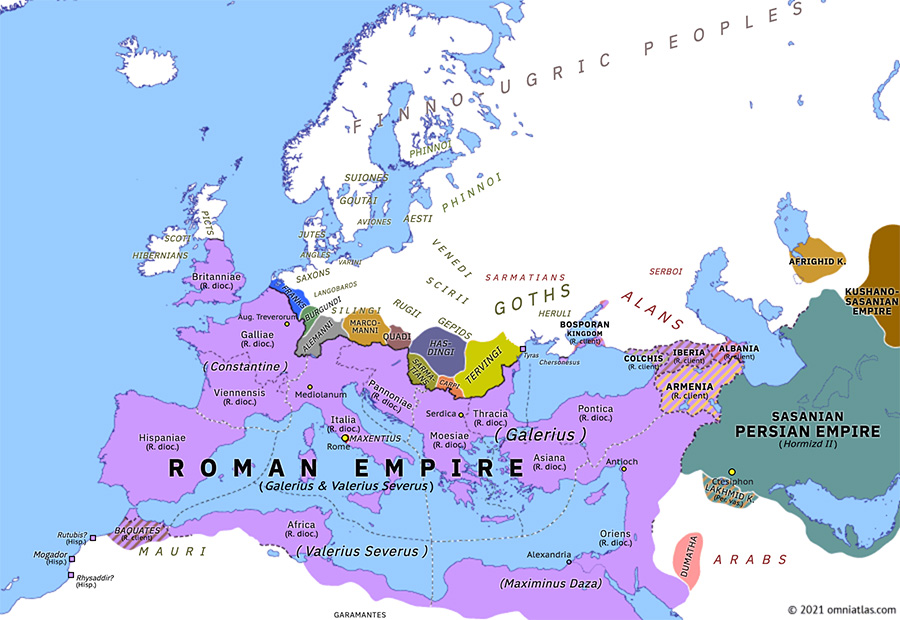 FINNO-UGRIC PEOPLES
PHINNOI
SUIONES
GOUTAI
PHINNOI
AVIONES
AESTI
PICTS
SCOTI
HIBERNIANS
JUTES
ANGLES
VARINI
SAXONS
LANGOBARDS
VENEDI
SCIRII
SARMATIANS
SERBOI
AFRIGHID K.
Britanniae
(R. dioc.)
FRANKS
BURGUNDI
SILINGI
RUGII
GEPIDS
GOTHS
HERULI
ALANS
KUSHANO-
SASANIAN
EMPIRE
Aug. Treverorum
ALEMANNI
MARCO-
MANNI
QUADI
HAS-
DINGI
TERVINGI
BOSPORAN
KINGDOM
(R. client)
Tyras
Chersonesus
Galliae
(R. dioc.)
(Constantine)
SARMA-
TIANS
CARPI
COLCHIS
(R. client)
IBERIA
(R. client)
ALBANIA
(R. client)
ARMENIA
(R. client)
Viennensis
(R. dioc.)
Mediolanum
Pannoniae
(R. dioc.)
Serdica
Thracia
(R. dioc.)
Pontica
(R. dioc.)
SASANIAN
PERSIAN EMPIRE
(Hormizd II)
Hispaniae
(R. dioc.)
Italia
(R. dioc.)
Rome
MAXENTIUS
Moesiae
(R. dioc.)
(Galerius)
Asiana
(R. dioc.)
Antioch
ROMAN EMPIRE
(Galerius & Valerius Severus)
Ctesiphon
LAKHMID K.
(Per. vas.)
Rutubis?
(Hisp.)
BAQUATES
(R. client)
Africa
(R. dioc.)
Oriens
(R. dioc.)
MAURI
(Valerius Severus)
Mogador
(Hisp.)
Alexandria
DUMATHA
ARABS
Rhysaddir?
(Hisp.)
(Maximinus Daza)
GARAMANTES
© 2021 omniatlas.com